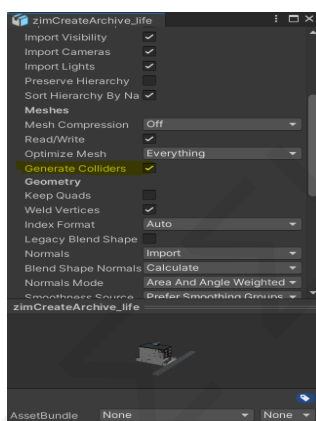 zimCreateArchive_life
Import Visibility
Import Cameras
Import Lights
Preserve Hierarchy
Sort Hierarchy By Na
Meshes
Mesh Compression Off
Read/Write
Optimize Mesh Everything
Generate Colliders
Geometry
Keep Quads
Weld Vertices
Index Format Auto
Legacy Blend Shape
Normals Import
Blend Shape Normals Calculate
Normals Mode Area And Angle Weighted
Smoothness Source Prefer Smoothing Groups
zimCreateArchive_life
AssetBundle None None